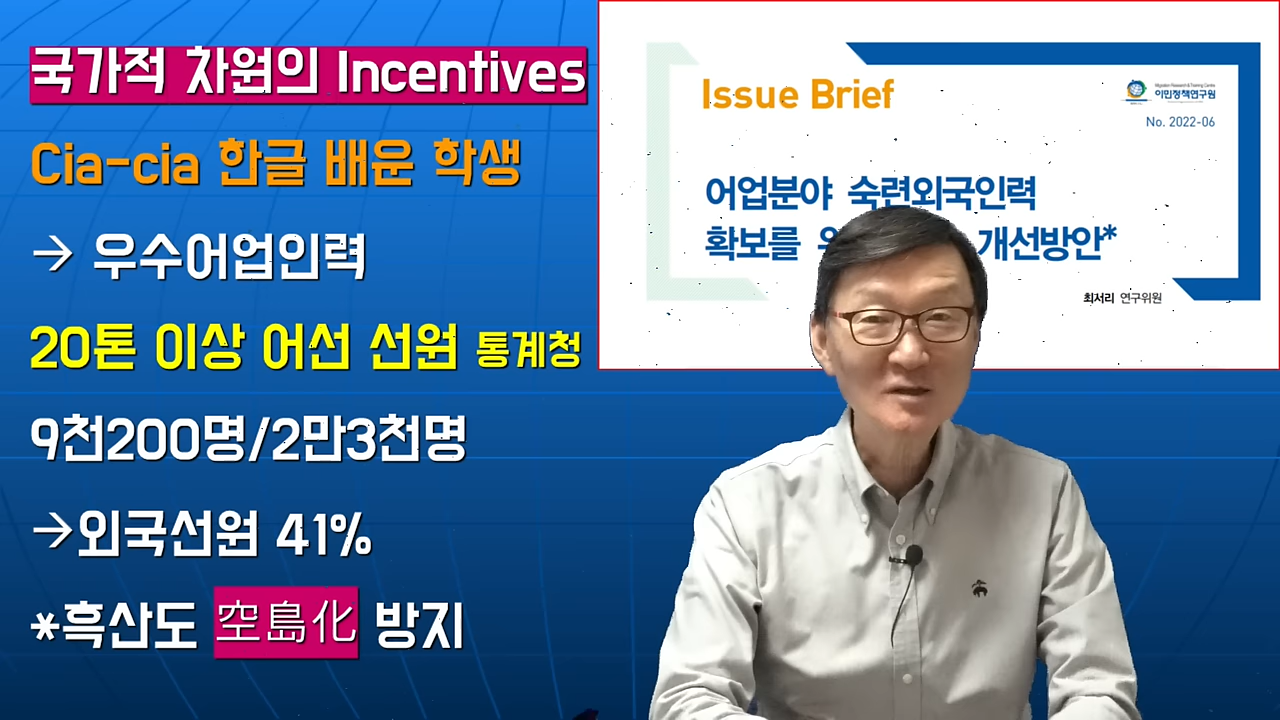 국가적 차원의 Incentives
Cia-cia 한글 배운 학생
→ 우수어업인력
20톤 이상 어선 선원 통계청
9천200명/2만3천명
→외국선원 41%
*흑산도 空島化 방지
Issue Brief
Migration Research & Training Centre
이민정책연구원
No. 2022-06
어업분야 숙련외국인력
확보를 개선방안*
최서리 연구위원